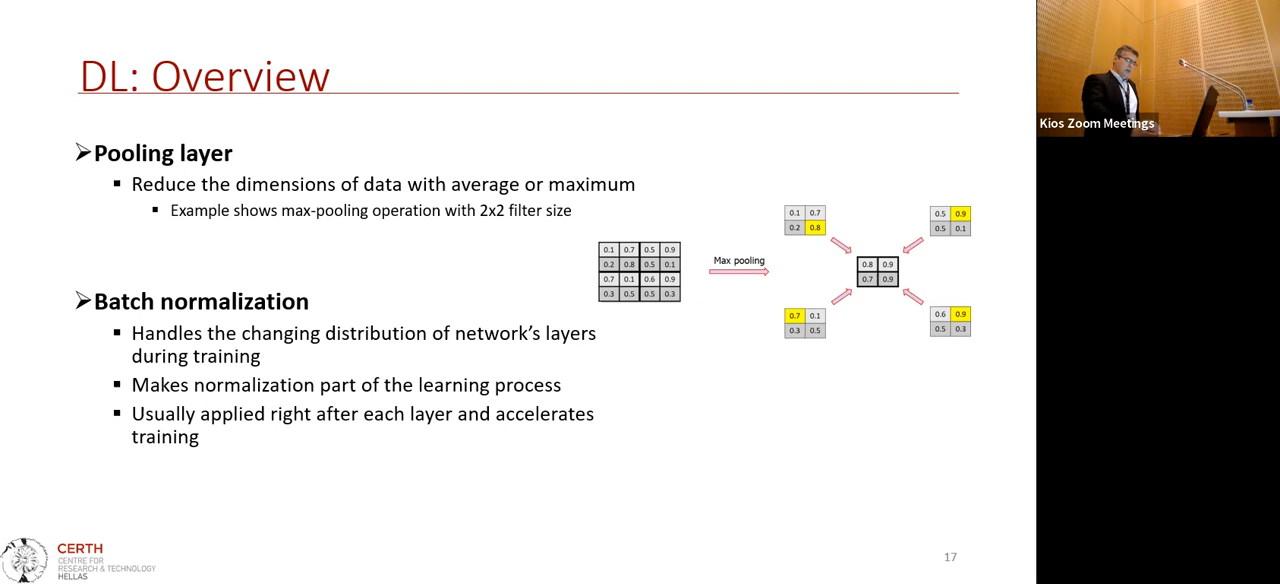 DL: Overview
➢Pooling layer
▪ Reduce the dimensions of data with average or maximum
▪ Example shows max-pooling operation with 2x2 filter size
0.1 0.7 0.5 0.9
0.2 0.8 0.5 0.1
0.7 0.1 0.6 0.9
0.3 0.5 0.5 0.3
Max pooling
0.1 0.7
0.2 0.8
0.5 0.9
0.5 0.1
0.8 0.9
0.7 0.9
0.7 0.1
0.3 0.5
0.6 0.9
0.5 0.3
➢Batch normalization
▪ Handles the changing distribution of network’s layers
during training
▪ Makes normalization part of the learning process
▪ Usually applied right after each layer and accelerates
training
CERTH
CENTRE FOR
RESEARCH & TECHNOLOGY
HELLAS
17
Kios Zoom Meetings